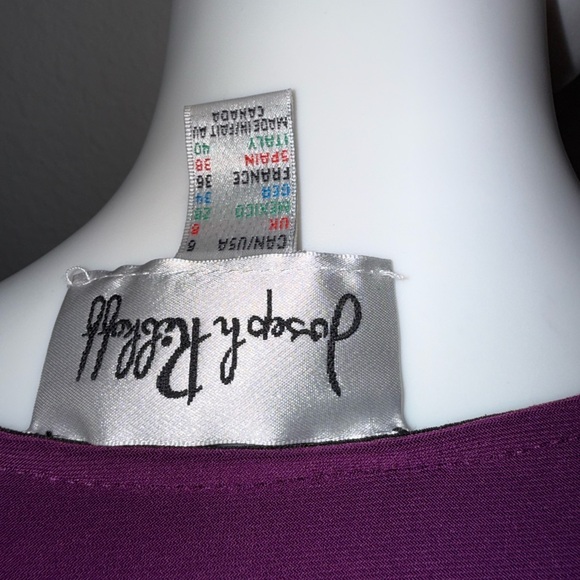 Joseph Ribkoff
CAN/USA 6
UK 8
MEXICO 28
GER 34
FRANCE 36
SPAIN 38
ITALY 40
MADE IN/FAIT AU
CANADA